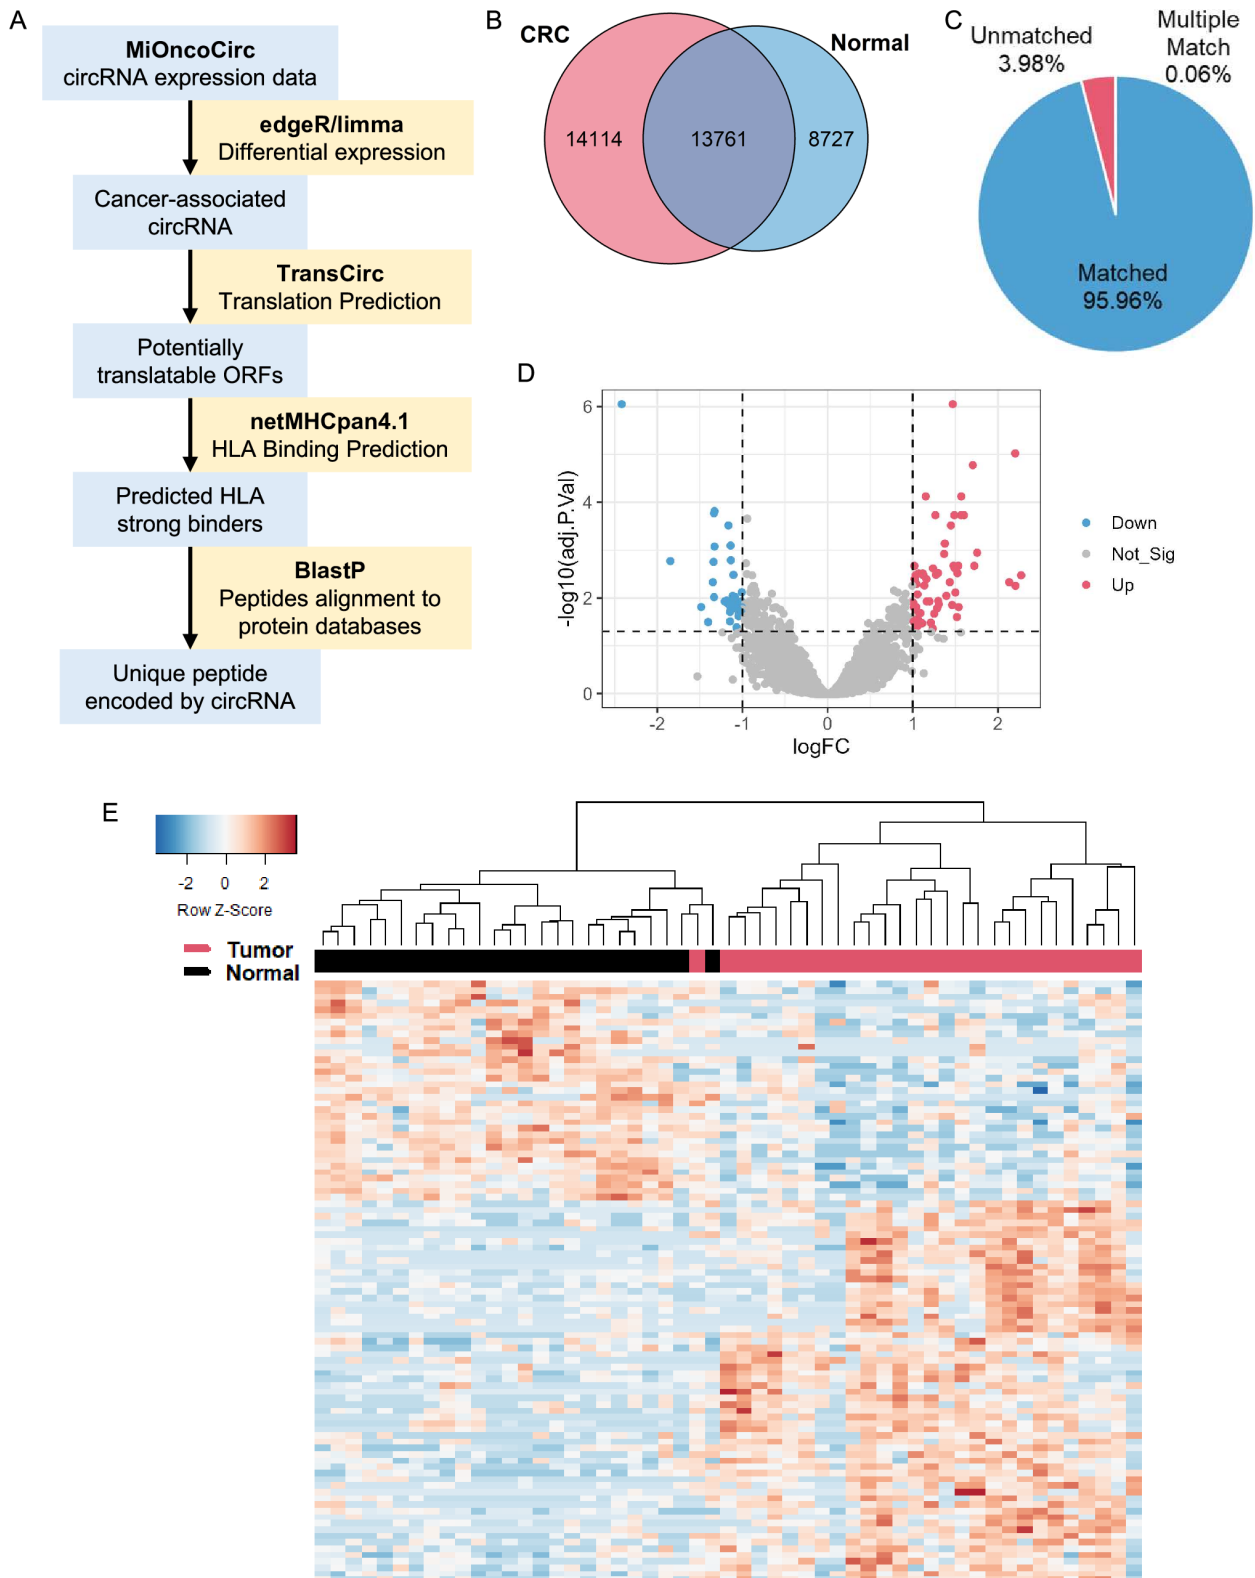 A
MiOncoCirc
circRNA expression data
edgeR/limma
Differential expression
Cancer-associated
circRNA
TransCirc
Translation Prediction
Potentially
translatable ORFs
netMHCpan4.1
HLA Binding Prediction
Predicted HLA
strong binders
BlastP
Peptides alignment to
protein databases
Unique peptide
encoded by circRNA
B
CRC
Normal
14114
13761
8727
C
Unmatched
3.98%
Multiple
Match
0.06%
Matched
95.96%
D
-log10(adj.P.Val)
6
4
2
0
-2
-1
0
1
2
logFC
Down
Not_Sig
Up
E
-2
0
2
Row Z-Score
Tumor
Normal